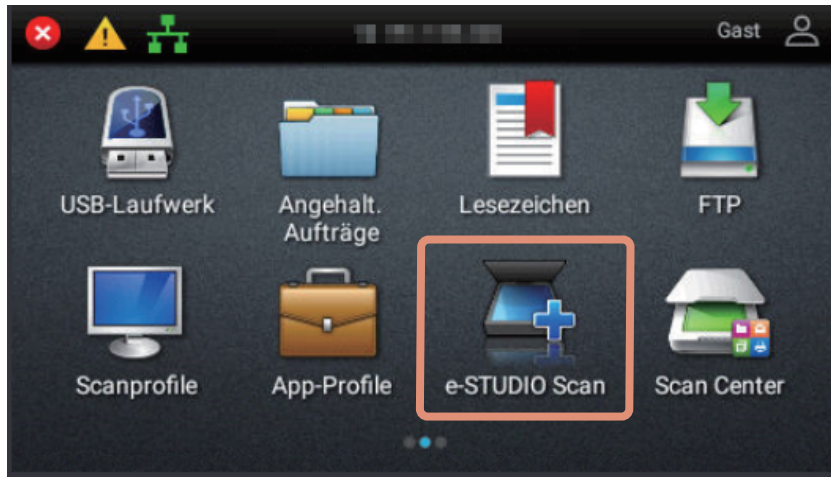 Gast
USB-Laufwerk
Angehalt.
Aufträge
Lesezeichen
FTP
Scanprofile
App-Profile
e-STUDIO Scan
Scan Center